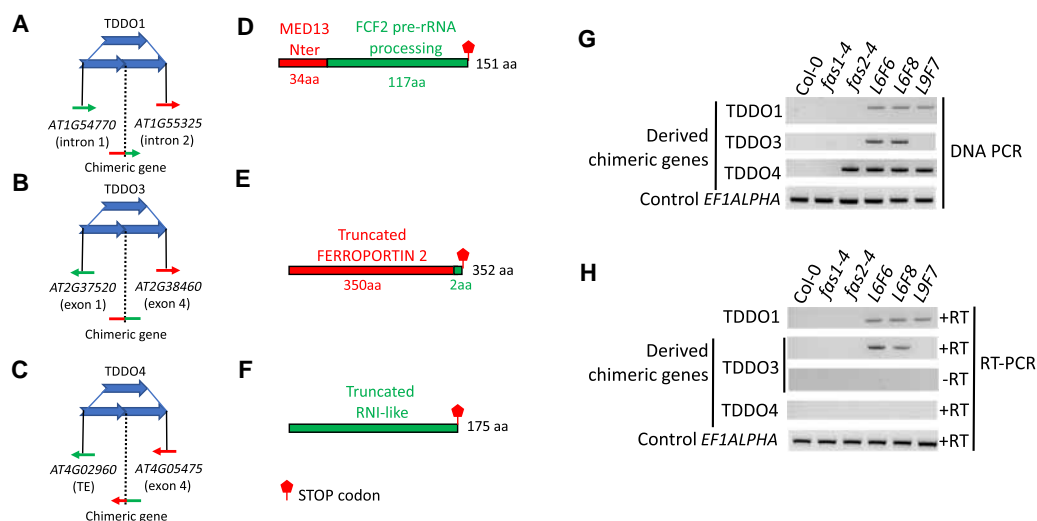 A
TDDO1
AT1G54770
(intron 1)
AT1G55325
(intron 2)
Chimeric gene
B
TDDO3
AT2G37520
(exon 1)
AT2G38460
(exon 4)
Chimeric gene
C
TDDO4
AT4G02960
(TE)
AT4G05475
(exon 4)
Chimeric gene
D
MED13
Nter
FCF2 pre-rRNA
processing
34aa
117aa
151 aa
E
Truncated
FERROPORTIN 2
350aa
2aa
352 aa
F
Truncated
RNI-like
175 aa
STOP codon
G
Col-0
fas1-4
fas2-4
L6F6
L6F8
L9F7
TDDO1
Derived
chimeric genes
TDDO3
TDDO4
Control EF1ALPHA
DNA PCR
H
Col-0
fas1-4
fas2-4
L6F6
L6F8
L9F7
TDDO1
+RT
Derived
chimeric genes
TDDO3
+RT
-RT
TDDO4
+RT
Control EF1ALPHA
+RT
RT-PCR